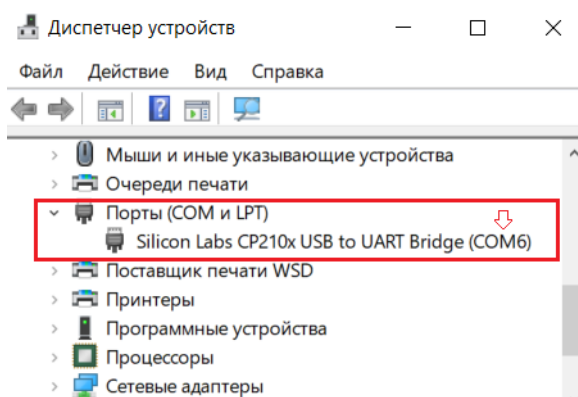 Диспетчер устройств
Файл Действие Вид Справка
Мыши и иные указывающие устройства
Очереди печати
Порты (COM и LPT)
Silicon Labs CP210x USB to UART Bridge (COM6)
Поставщик печати WSD
Принтеры
Программные устройства
Процессоры
Сетевые адаптеры